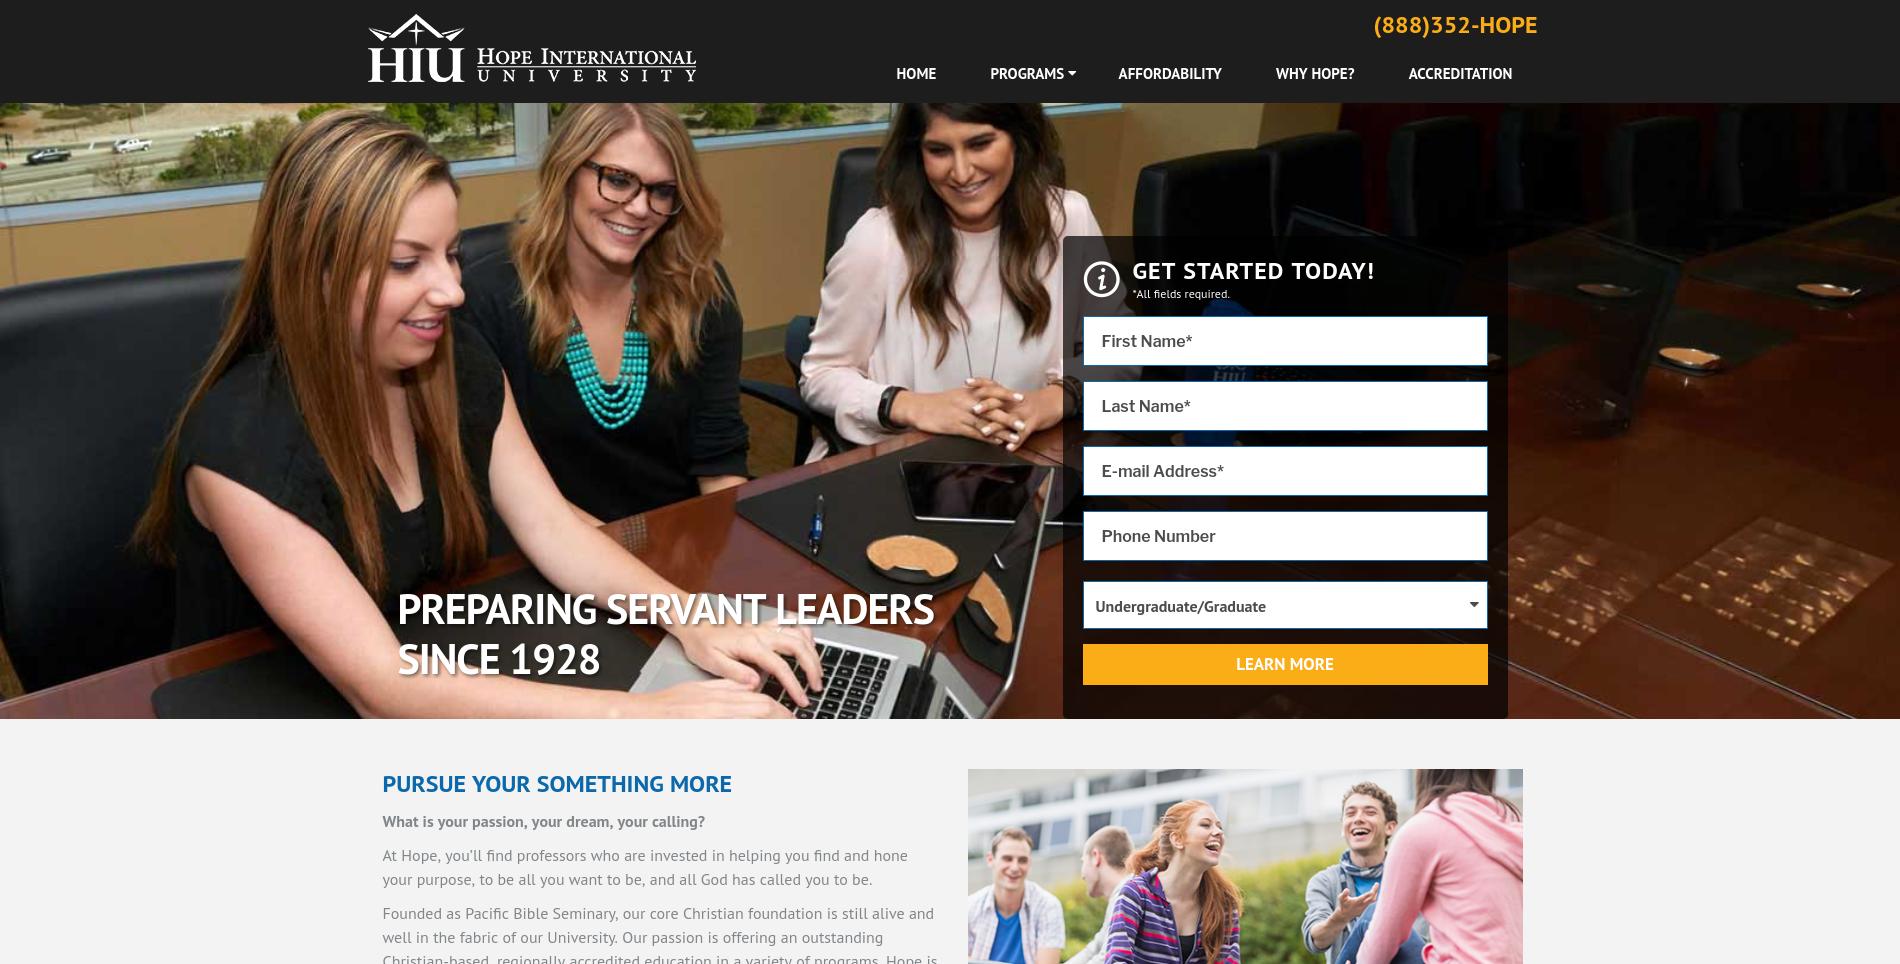 (888)352-HOPE
HIU HOPE INTERNATIONAL
UNIVERSITY
HOME PROGRAMS AFFORDABILITY WHY HOPE? ACCREDITATION
GET STARTED TODAY!
*All fields required.
First Name*
Last Name*
E-mail Address*
Phone Number
Undergraduate/Graduate
LEARN MORE
PREPARING SERVANT LEADERS
SINCE 1928
PURSUE YOUR SOMETHING MORE
What is your passion, your dream, your calling?
At Hope, you'll find professors who are invested in helping you find and hone
your purpose, to be all you want to be, and all God has called you to be.
Founded as Pacific Bible Seminary, our core Christian foundation is still alive and
well in the fabric of our University. Our passion is offering an outstanding
Christian-based, regionally accredited education in a variety of programs. Hope is